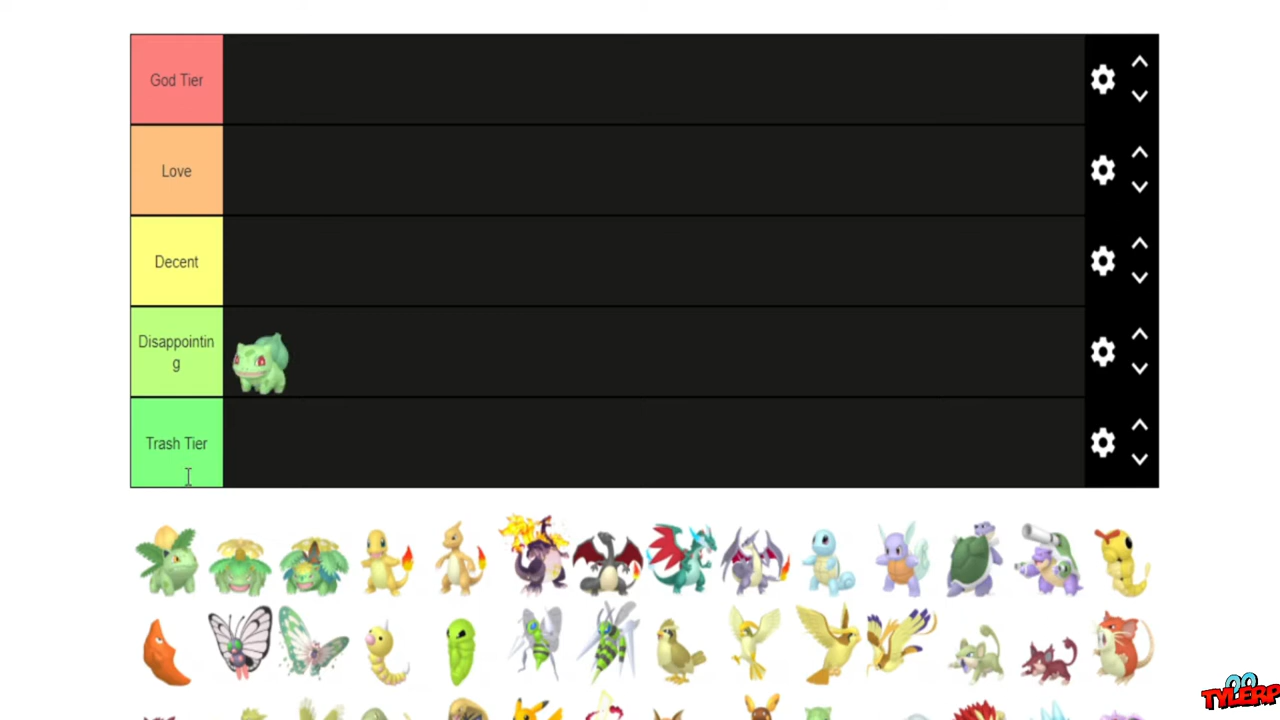 God Tier
Love
Decent
Disappointin
g
Trash Tier
TYLERP